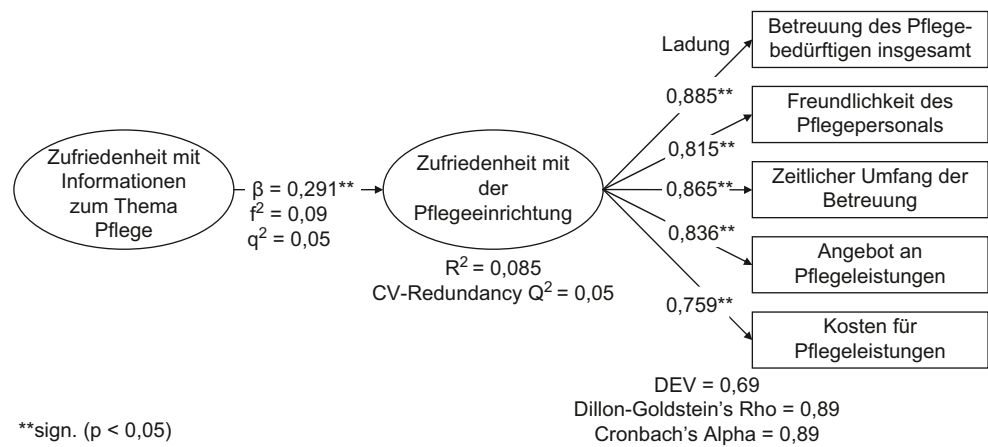 Zufriedenheit mit
Informationen
zum Thema
Pflege
β = 0,291**
f² = 0,09
q² = 0,05
Zufriedenheit mit
der
Pflegeeinrichtung
R² = 0,085
CV-Redundancy Q² = 0,05
Ladung
0,885**
0,815**
0,865**
0,836**
0,759**
Betreuung des Pflege-
bedürftigen insgesamt
Freundlichkeit des
Pflegepersonals
Zeitlicher Umfang der
Betreuung
Angebot an
Pflegeleistungen
Kosten für
Pflegeleistungen
DEV = 0,69
Dillon-Goldstein’s Rho = 0,89
Cronbach’s Alpha = 0,89
**sign. (p < 0,05)